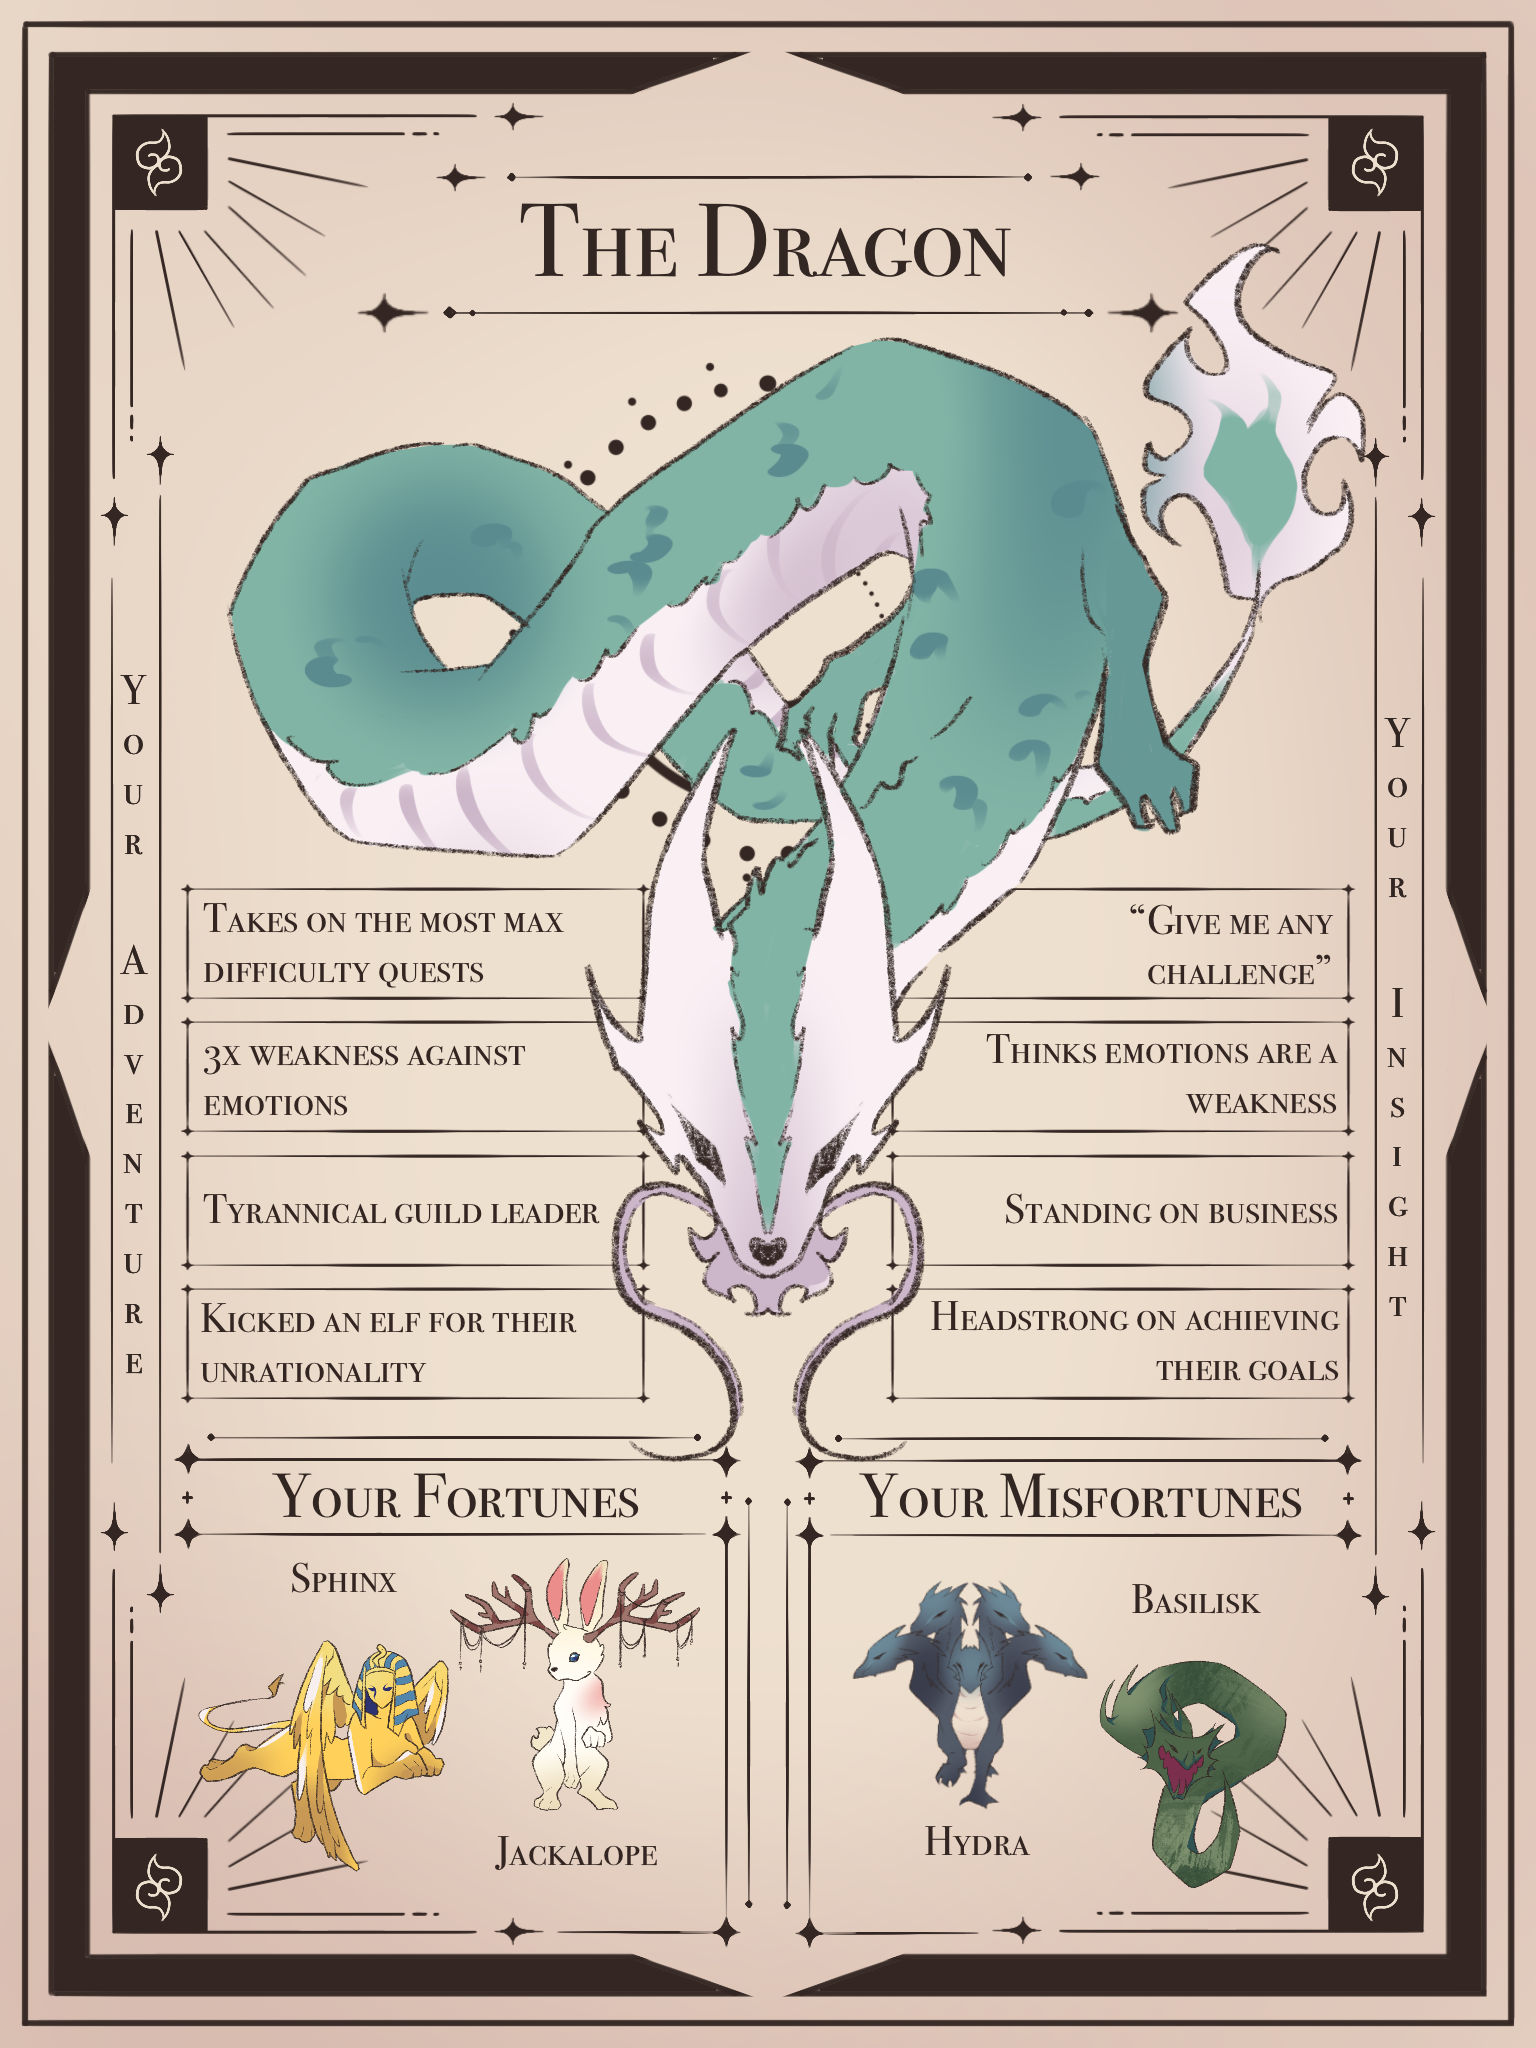 The Dragon
Your Adventure
Takes on the most max
difficulty quests
3x weakness against
emotions
Tyrannical guild leader
Kicked an elf for their
unrationality
Your Insight
“Give me any
challenge”
Thinks emotions are a
weakness
Standing on business
Headstrong on achieving
their goals
Your Fortunes
Sphinx
Jackalope
Your Misfortunes
Basilisk
Hydra